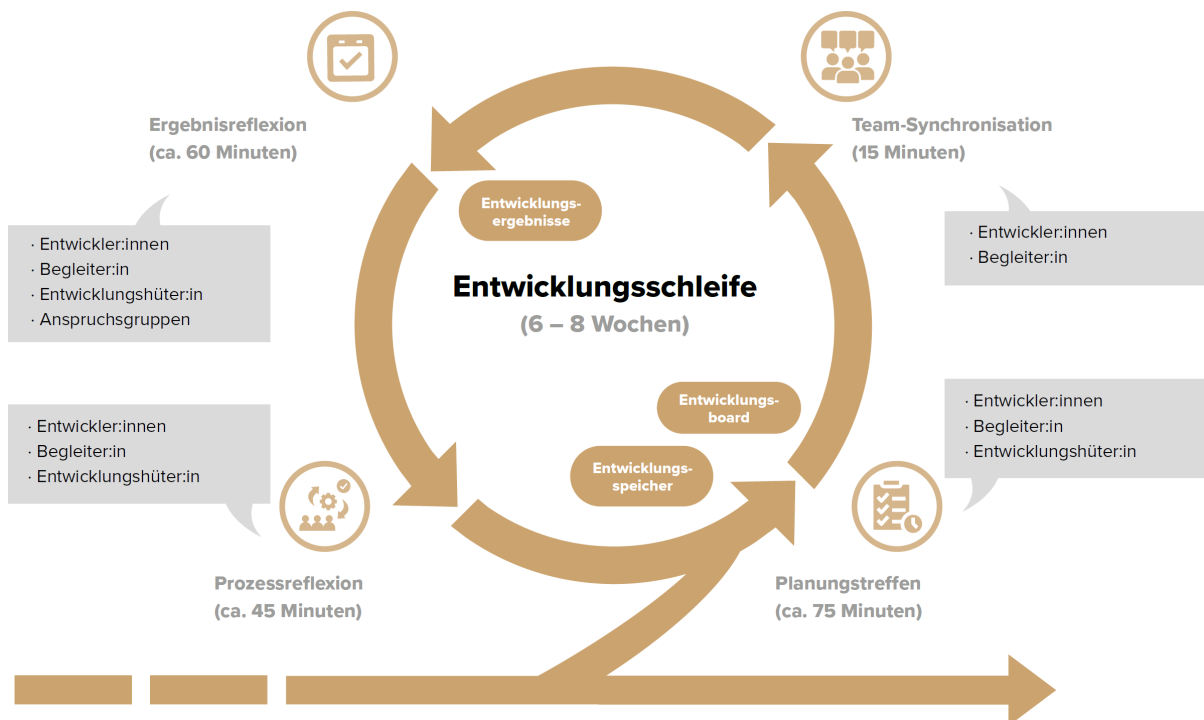 Ergebnisreflexion
(ca. 60 Minuten)
· Entwickler:innen
· Begleiter:in
· Entwicklungshüter:in
· Anspruchsgruppen
Team-Synchronisation
(15 Minuten)
· Entwickler:innen
· Begleiter:in
Entwicklungs-
ergebnisse
Entwicklungsschleife
(6 – 8 Wochen)
Entwicklungs-
board
Entwicklungs-
speicher
· Entwickler:innen
· Begleiter:in
· Entwicklungshüter:in
Prozessreflexion
(ca. 45 Minuten)
· Entwickler:innen
· Begleiter:in
· Entwicklungshüter:in
Planungstreffen
(ca. 75 Minuten)